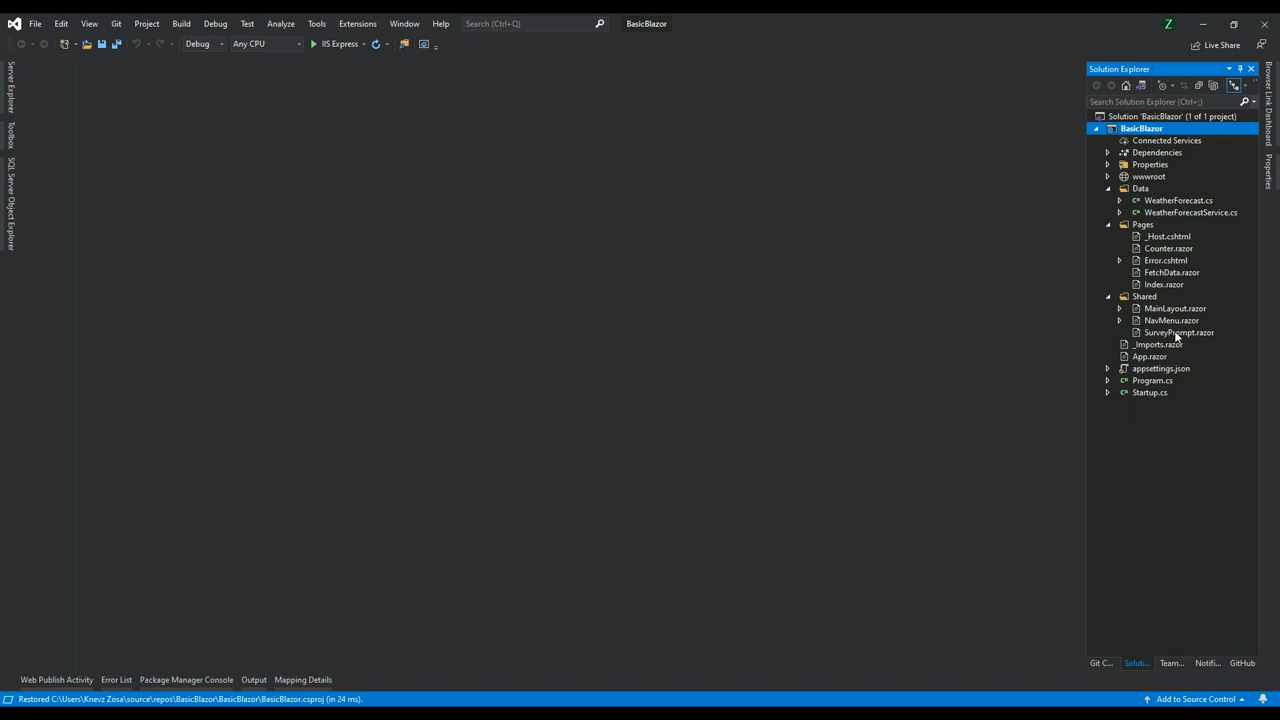 File Edit View Git Project Build Debug Test Analyze Tools Extensions Window Help Search (Ctrl+Q) BasicBlazor Z
Debug Any CPU IIS Express Live Share
Server Explorer
Toolbox
SQL Server Object Explorer
Solution Explorer
Search Solution Explorer (Ctrl+;)
Solution 'BasicBlazor' (1 of 1 project)
BasicBlazor
Connected Services
Dependencies
Properties
wwwroot
Data
WeatherForecast.cs
WeatherForecastService.cs
Pages
_Host.cshtml
Counter.razor
Error.cshtml
FetchData.razor
Index.razor
Shared
MainLayout.razor
NavMenu.razor
SurveyPrompt.razor
_Imports.razor
App.razor
appsettings.json
Program.cs
Startup.cs
Browser Link Dashboard
Properties
Git C... Soluti... Team... Notifi... GitHub
Web Publish Activity Error List Package Manager Console Output Mapping Details
Restored C:\Users\Knevz Zosa\source\repos\BasicBlazor\BasicBlazor\BasicBlazor.csproj (in 24 ms). Add to Source Control